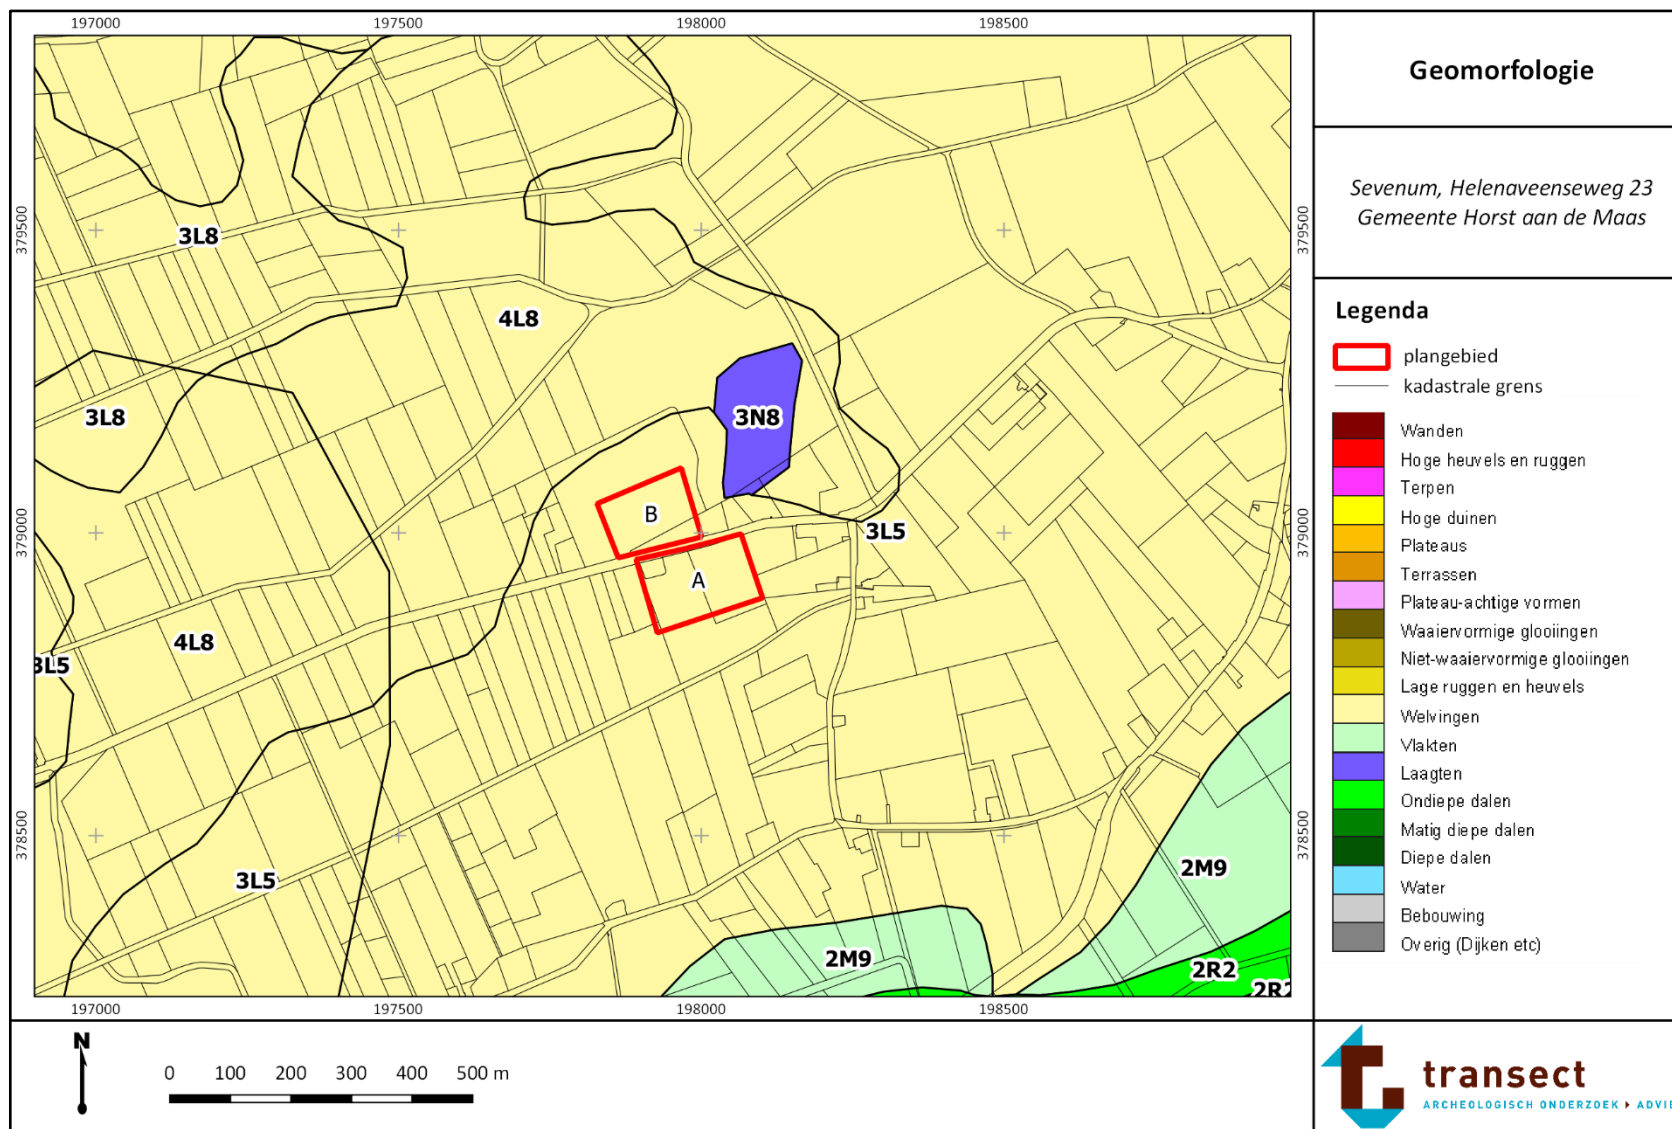 197000 197500 198000 198500
Geomorfologie
Sevenum, Helenaveenseweg 23
Gemeente Horst aan de Maas
379500
379500
3L8
4L8
3L8
3N8
B
379000
3L5
379000
A
4L8
3L5
378500
378500
3L5
2M9
2M9
2R2
2R2
197000 197500 198000 198500
Legenda
plangebied
kadastrale grens
Wanden
Hoge heuvels en ruggen
Terpen
Hoge duinen
Plateaus
Terrassen
Plateau-achtige vormen
Waaiervormige glooiingen
Niet-waaiervormige glooiingen
Lage ruggen en heuvels
Welvingen
Vlakten
Laagten
Ondiepe dalen
Matig diepe dalen
Diepe dalen
Water
Bebouwing
Overig (Dijken etc)
N
0 100 200 300 400 500 m
transect
ARCHEOLOGISCH ONDERZOEK ▸ ADVIE